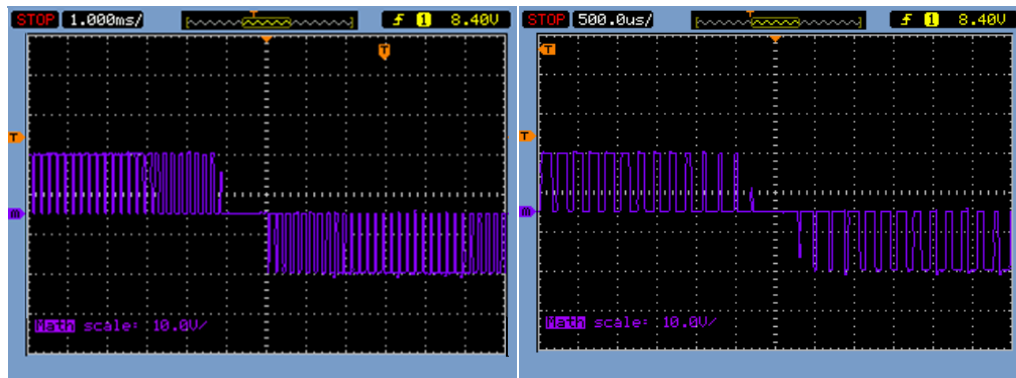 STOP 1.000ms/ 1 8.40V
T
T
m
Math scale: 10.0V/
STOP 500.0us/ 1 8.40V
T
T
m
Math scale: 10.0V/